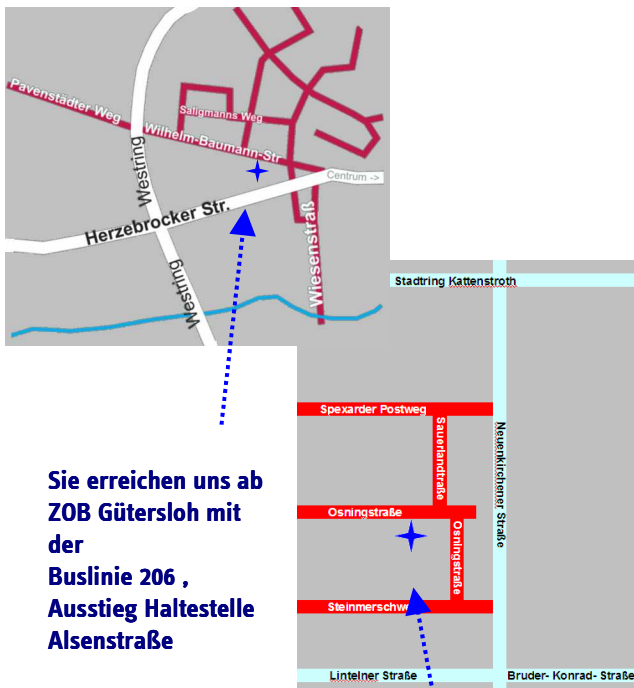 Pavenstädter Weg
Saligmanns Weg
Wilhelm-Baumann-Str
Westring
Centrum ->
Herzebrocker Str.
Wiesenstraß
Westring
Stadtring Kattenstroth
Spexarder Postweg
Sauerlandtraße
Neuenkirchener Straße
Osningstraße
Osningstraße
Steinmerschwe
Lintelner Straße
Bruder- Konrad- Straße
Sie erreichen uns ab
ZOB Gütersloh mit
der
Buslinie 206 ,
Ausstieg Haltestelle
Alsenstraße